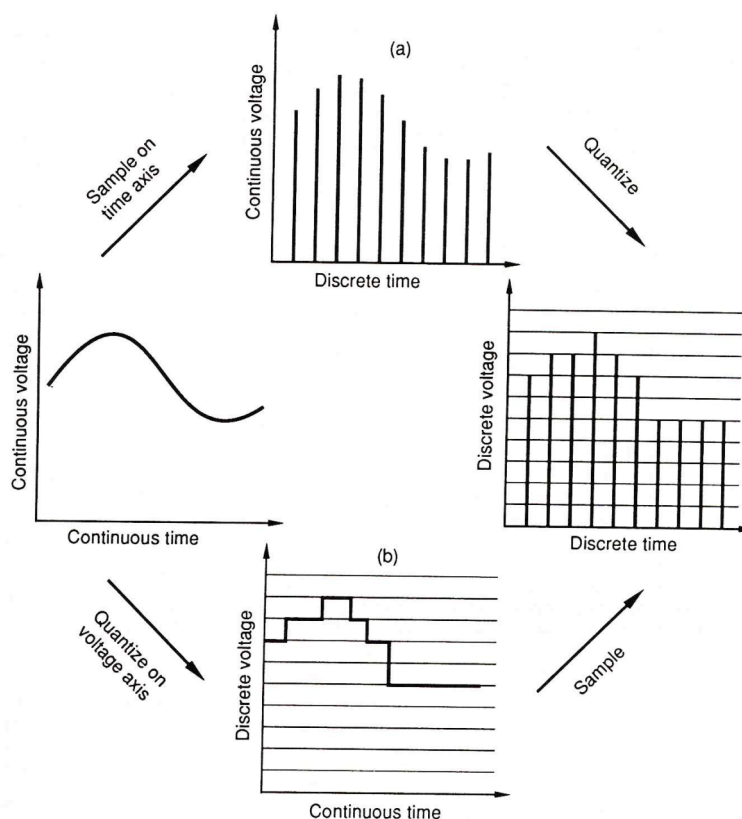 (a)
Continuous voltage
Discrete time
Sample on
time axis
Quantize
Continuous voltage
Continuous time
Discrete voltage
Discrete time
(b)
Quantize on
voltage axis
Discrete voltage
Continuous time
Sample